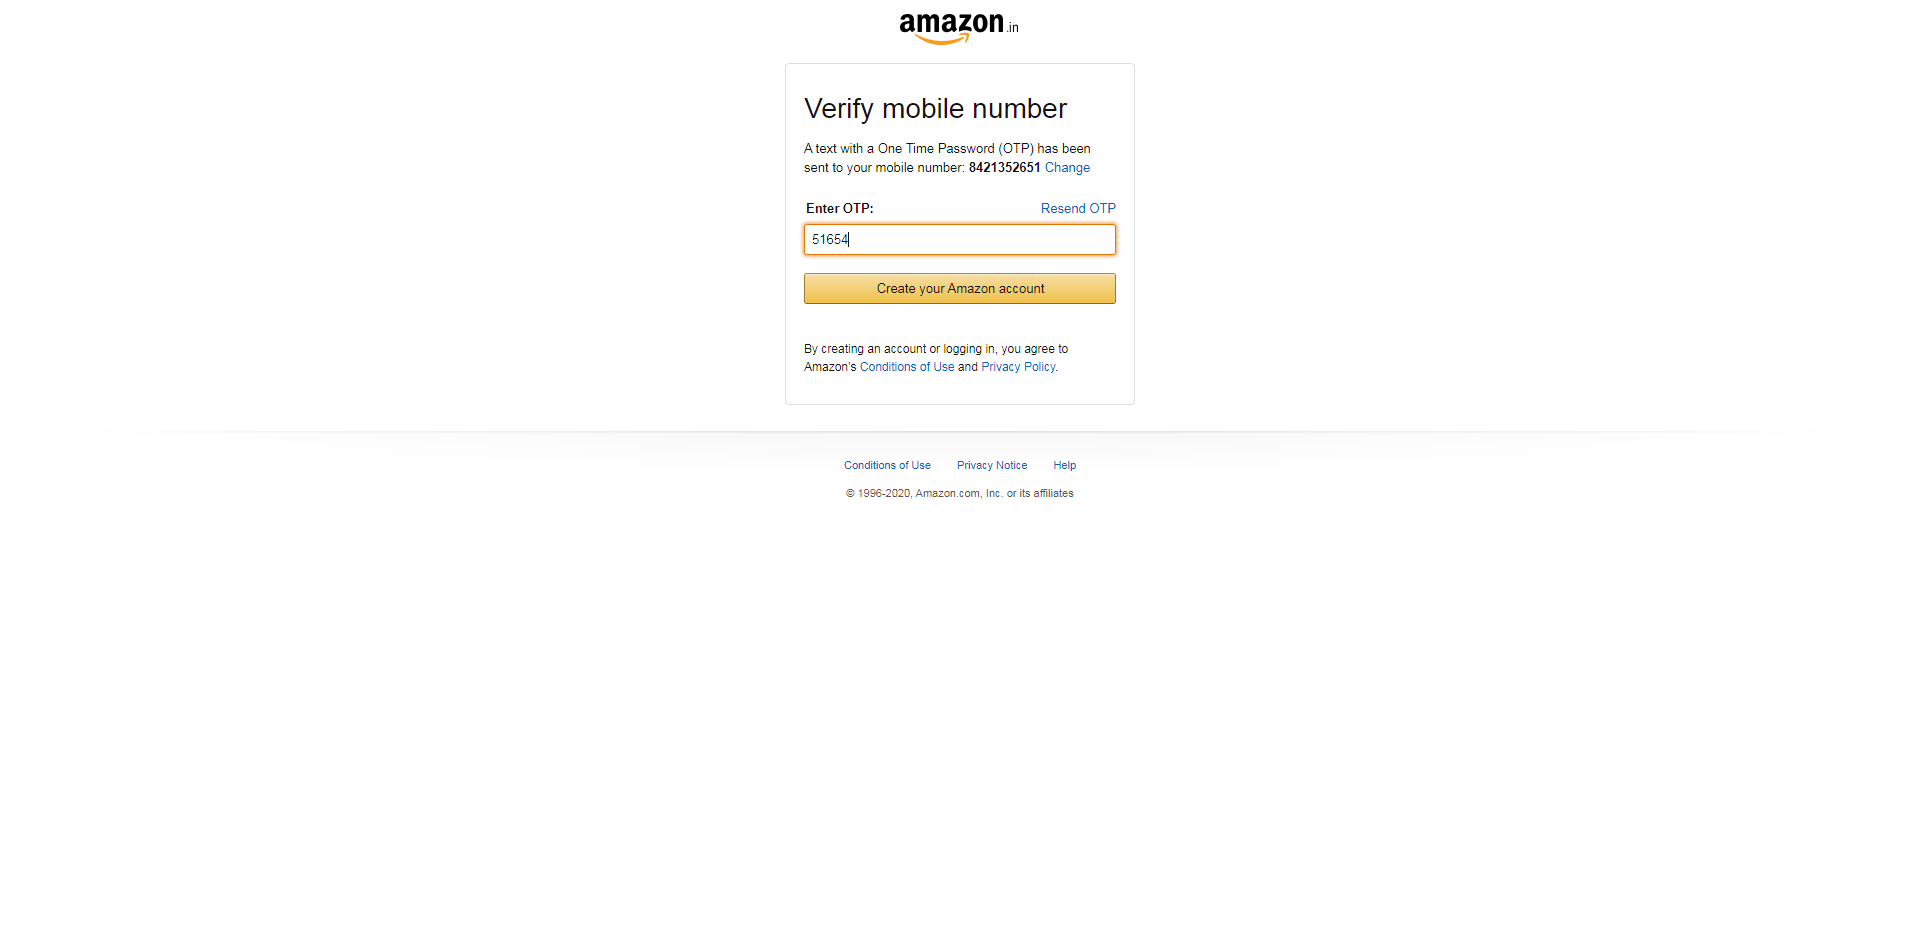 amazon.in
Verify mobile number
A text with a One Time Password (OTP) has been
sent to your mobile number: 8421352651 Change
Enter OTP: Resend OTP
51654
Create your Amazon account
By creating an account or logging in, you agree to
Amazon's Conditions of Use and Privacy Policy.
Conditions of Use Privacy Notice Help
© 1996-2020, Amazon.com, Inc. or its affiliates